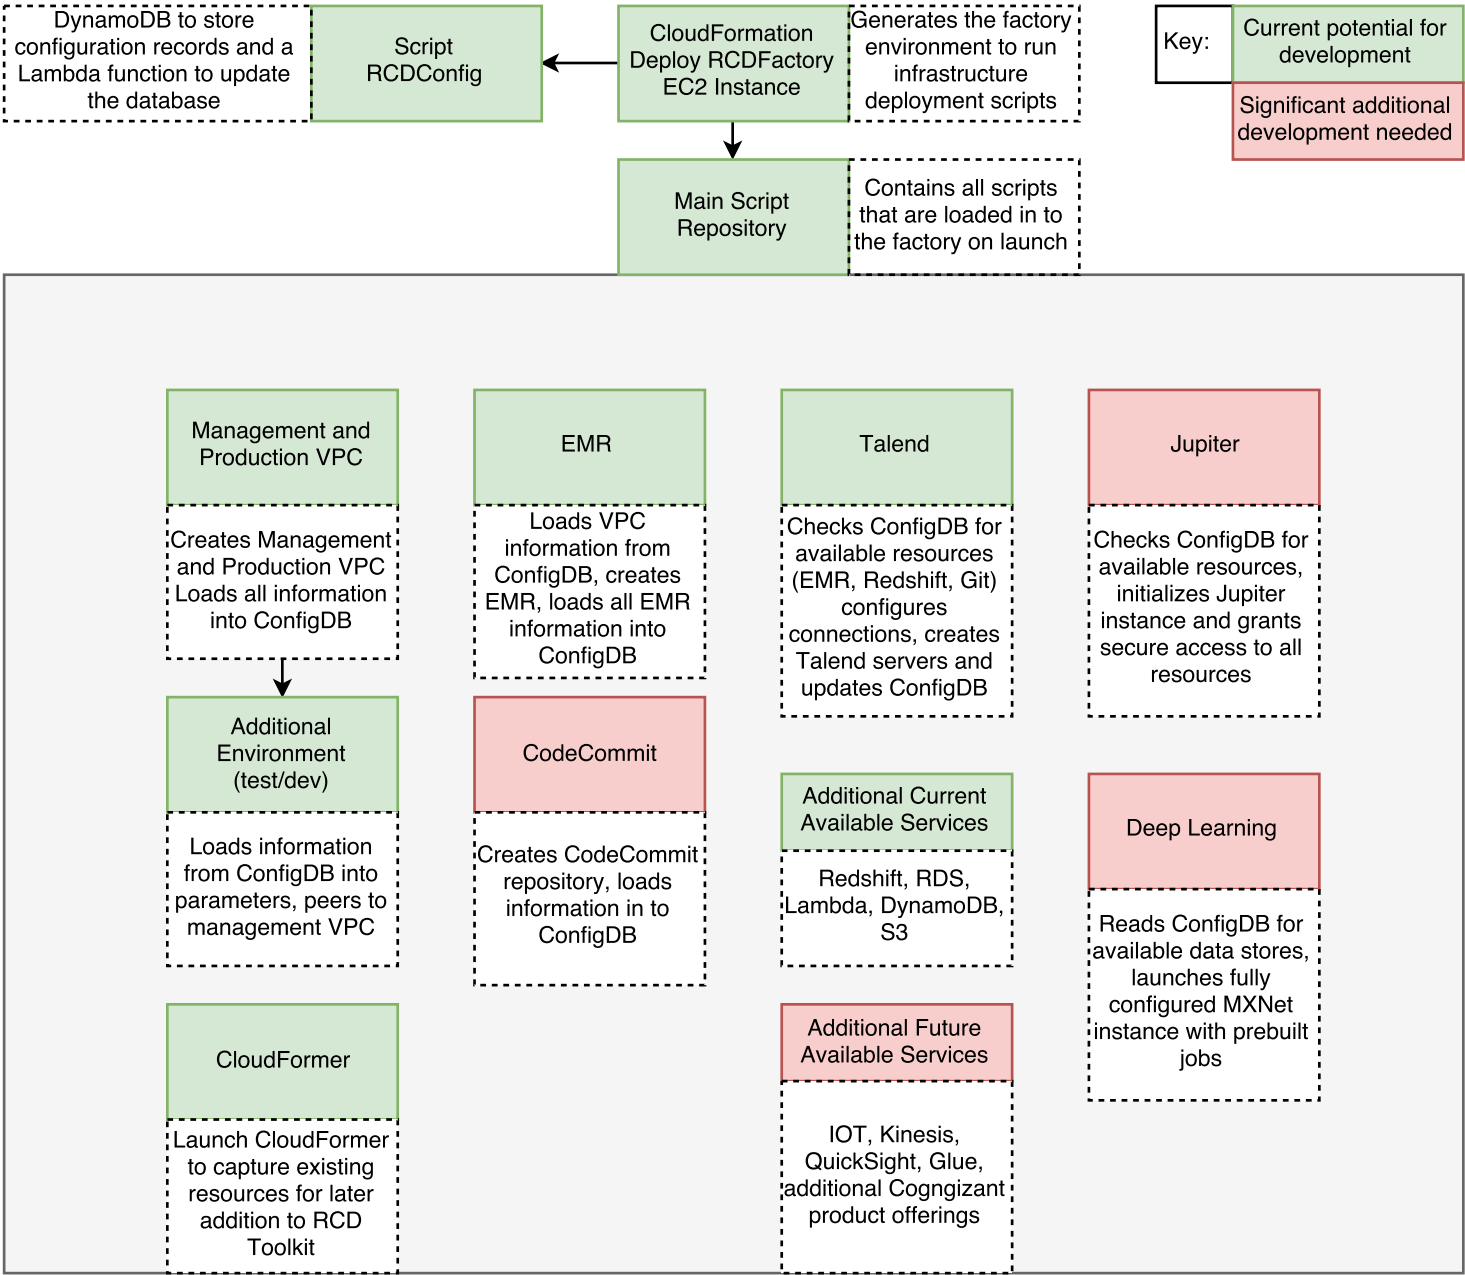 DynamoDB to store
configuration records and a
Lambda function to update
the database
Script
RCDConfig
CloudFormation
Deploy RCDFactory
EC2 Instance
Generates the factory
environment to run
infrastructure
deployment scripts
Key:
Current potential for
development
Significant additional
development needed
Main Script
Repository
Contains all scripts
that are loaded in to
the factory on launch
Management and
Production VPC
Creates Management
and Production VPC
Loads all information
into ConfigDB
EMR
Loads VPC
information from
ConfigDB, creates
EMR, loads all EMR
information into
ConfigDB
Talend
Checks ConfigDB for
available resources
(EMR, Redshift, Git)
configures
connections, creates
Talend servers and
updates ConfigDB
Jupiter
Checks ConfigDB for
available resources,
initializes Jupiter
instance and grants
secure access to all
resources
Additional
Environment
(test/dev)
Loads information
from ConfigDB into
parameters, peers to
management VPC
CodeCommit
Creates CodeCommit
repository, loads
information in to
ConfigDB
Additional Current
Available Services
Redshift, RDS,
Lambda, DynamoDB,
S3
Deep Learning
Reads ConfigDB for
available data stores,
launches fully
configured MXNet
instance with prebuilt
jobs
CloudFormer
Launch CloudFormer
to capture existing
resources for later
addition to RCD
Toolkit
Additional Future
Available Services
IOT, Kinesis,
QuickSight, Glue,
additional Cogngizant
product offerings